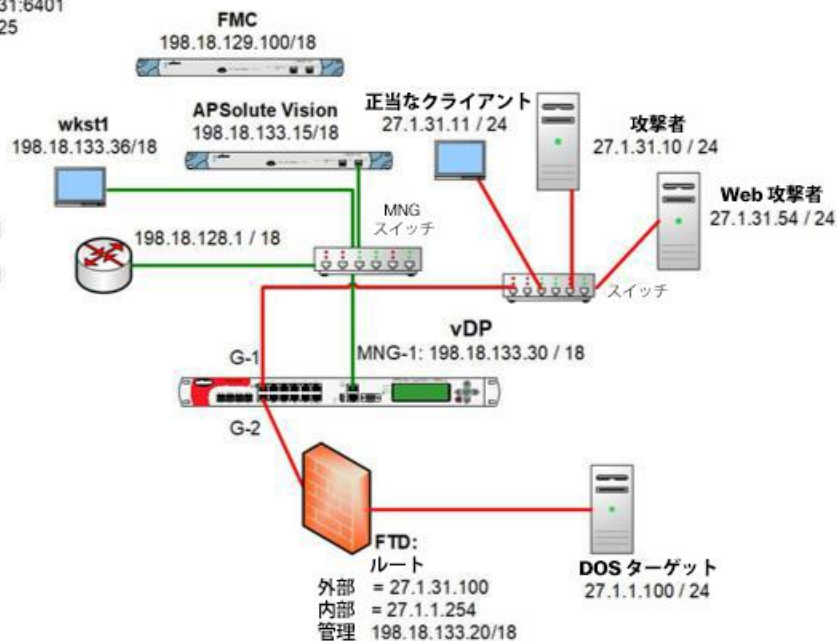 31:6401
25
FMC
198.18.129.100/18
APSolute Vision
198.18.133.15/18
wkst1
198.18.133.36/18
正当なクライアント
27.1.31.11 / 24
攻撃者
27.1.31.10 / 24
Web 攻撃者
27.1.31.54 / 24
MNG
スイッチ
198.18.128.1 / 18
スイッチ
vDP
MNG-1: 198.18.133.30 / 18
G-1
G-2
FTD:
ルート
外部 = 27.1.31.100
内部 = 27.1.1.254
管理 198.18.133.20/18
DOS ターゲット
27.1.1.100 / 24